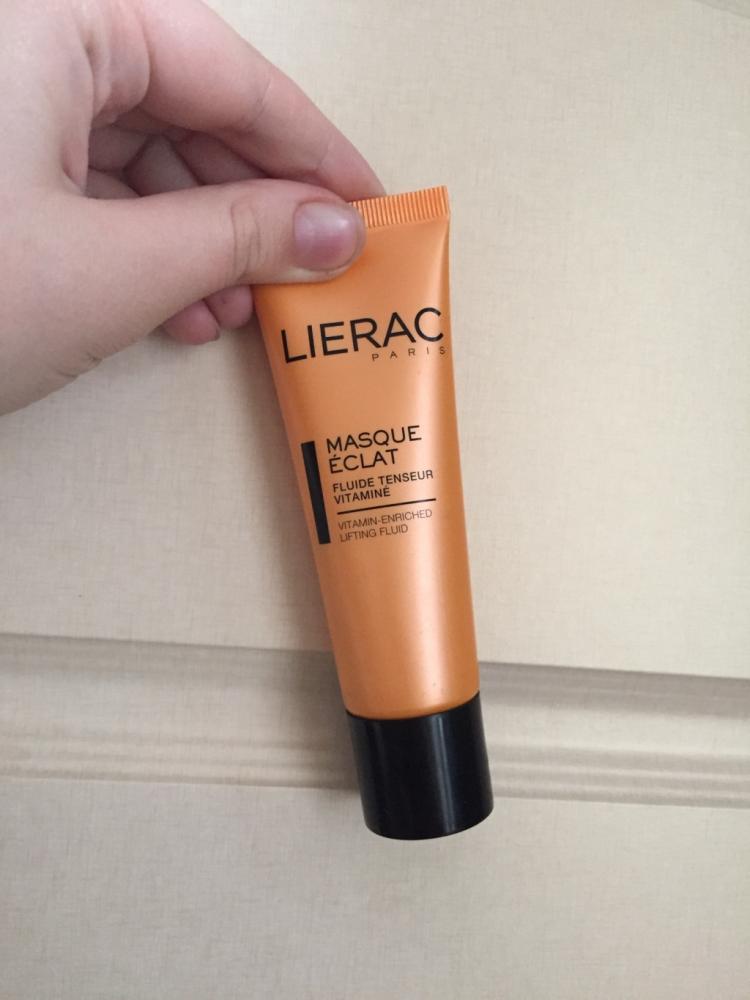 LIERAC
PARIS
MASQUE
ÉCLAT
FLUIDE TENSEUR
VITAMINÉ
VITAMIN-ENRICHED
LIFTING FLUID